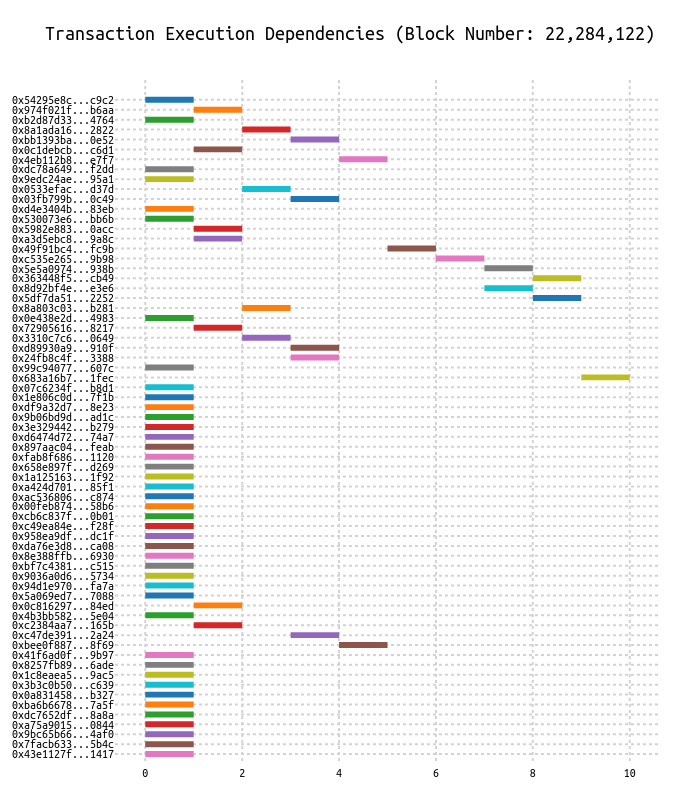 Transaction Execution Dependencies (Block Number: 22,284,122)
0x54295e8c...c9c2
0x974f021f...b6aa
0xb2d87d33...4764
0x8a1ada16...2822
0xbb1393ba...0e52
0x0c1debcb...c6d1
0x4eb112b8...e7f7
0xdc78a649...f2dd
0x9edc24ae...95a1
0x0533efac...d37d
0x03fb799b...0c49
0xd4e3404b...83eb
0x530073e6...bb6b
0x5982e883...0acc
0xa3d5ebc8...9a8c
0x49f91bc4...fc9b
0xc535e265...9b98
0x5e5a0974...938b
0x363448f5...cb49
0x8d92bf4e...e3e6
0x5df7da51...2252
0x8a803c03...b281
0x0e438e2d...4983
0x72905616...8217
0x3310c7c6...0649
0xd89930a9...910f
0x24fb8c4f...3388
0x99c94077...607c
0x683a16b7...1fec
0x07c6234f...b8d1
0x1e806c0d...7f1b
0xdf9a32d7...8e23
0x9b06bd9d...ad1c
0x3e329442...b279
0xd6474d72...74a7
0x897aac04...feab
0xfab8f686...1120
0x658e897f...d269
0x1a125163...1f92
0xa424d701...85f1
0xac536806...c874
0x00feb874...58b6
0xcb6c837f...0b01
0xc49ea84e...f28f
0x958ea9df...dc1f
0xda76e3d8...ca08
0x8e388ffb...6930
0xbf7c4381...c515
0x9036a0d6...5734
0x94d1e970...fa7a
0x5a069ed7...7088
0x0c816297...84ed
0x4b3bb582...5e04
0xc2384aa7...165b
0xc47de391...2a24
0xbee0f887...8f69
0x41f6ad0f...9b97
0x8257fb89...6ade
0x1c8eaea5...9ac5
0x3b3c0b50...c639
0x0a831458...b327
0xba6b6678...7a5f
0xdc7652df...8a8a
0xa75a9015...0844
0x9bc65b66...4af0
0x7facb633...5b4c
0x43e1127f...1417
0 2 4 6 8 10